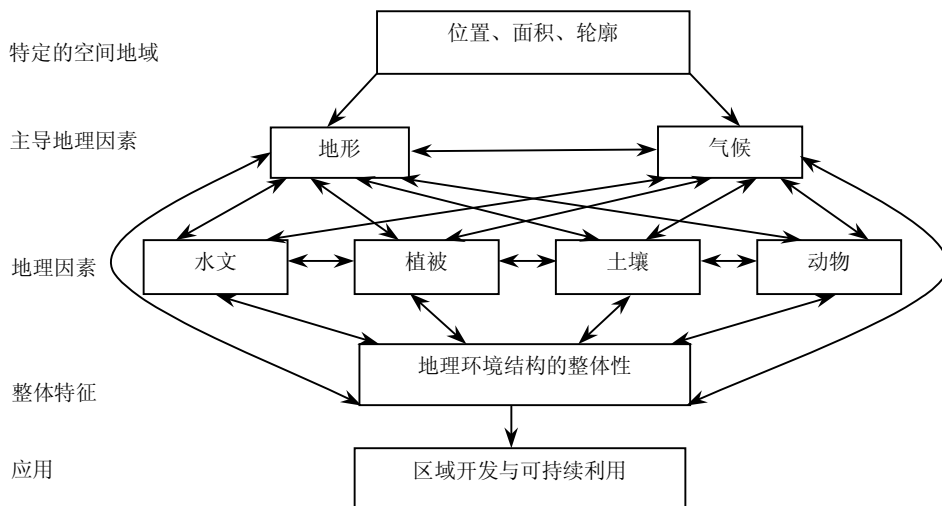 位置、面积、轮廓
特定的空间地域
主导地理因素
地形
气候
地理因素
水文
植被
土壤
动物
地理环境结构的整体性
整体特征
应用
区域开发与可持续利用